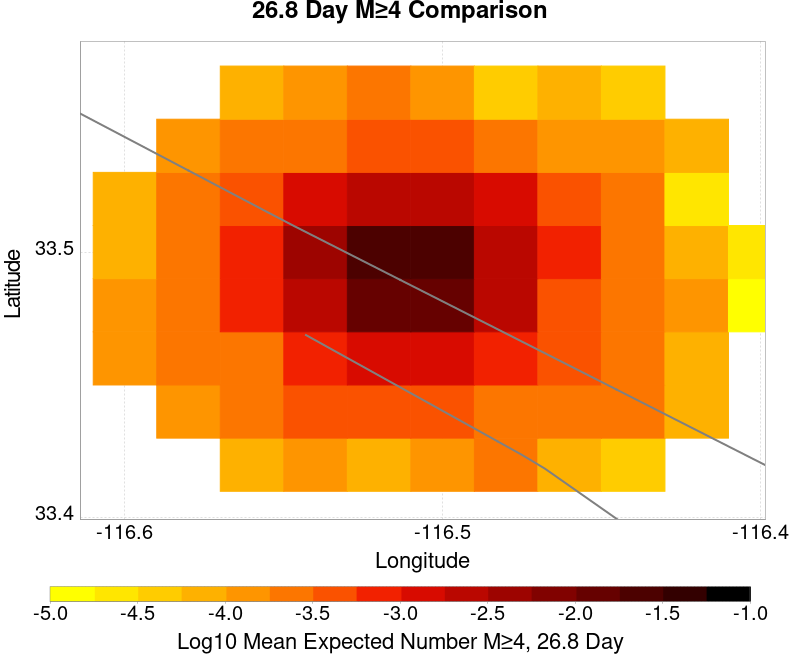 26.8 Day M≥4 Comparison
Latitude
33.5
33.4
-116.6 -116.5 -116.4
Longitude
-5.0 -4.5 -4.0 -3.5 -3.0 -2.5 -2.0 -1.5 -1.0
Log10 Mean Expected Number M≥4, 26.8 Day